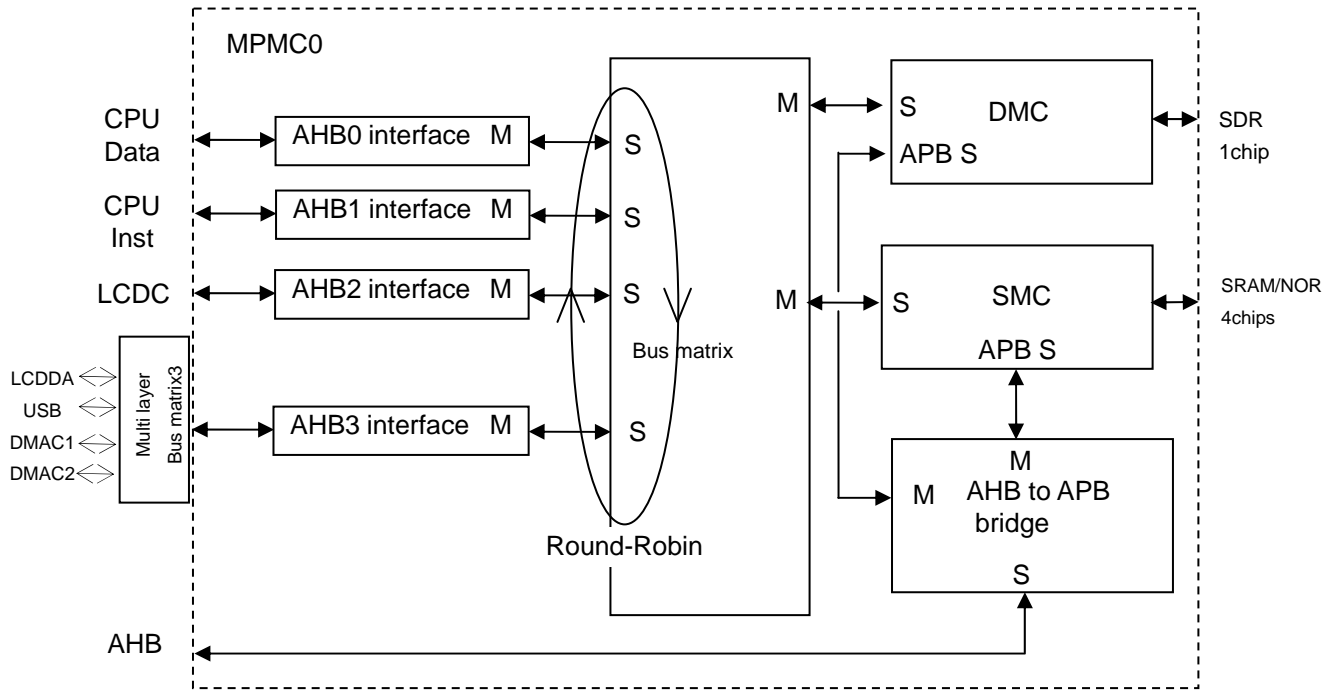 MPMC0
CPU
Data
AHB0 interface M
S
CPU
Inst
AHB1 interface M
S
LCDC
AHB2 interface M
S
LCDDA
USB
DMAC1
DMAC2
Multi layer
Bus matrix3
AHB3 interface M
S
Bus matrix
Round-Robin
M
M
S
DMC
APB S
SDR
1chip
S
SMC
APB S
SRAM/NOR
4chips
M
M
AHB to APB
bridge
S
AHB